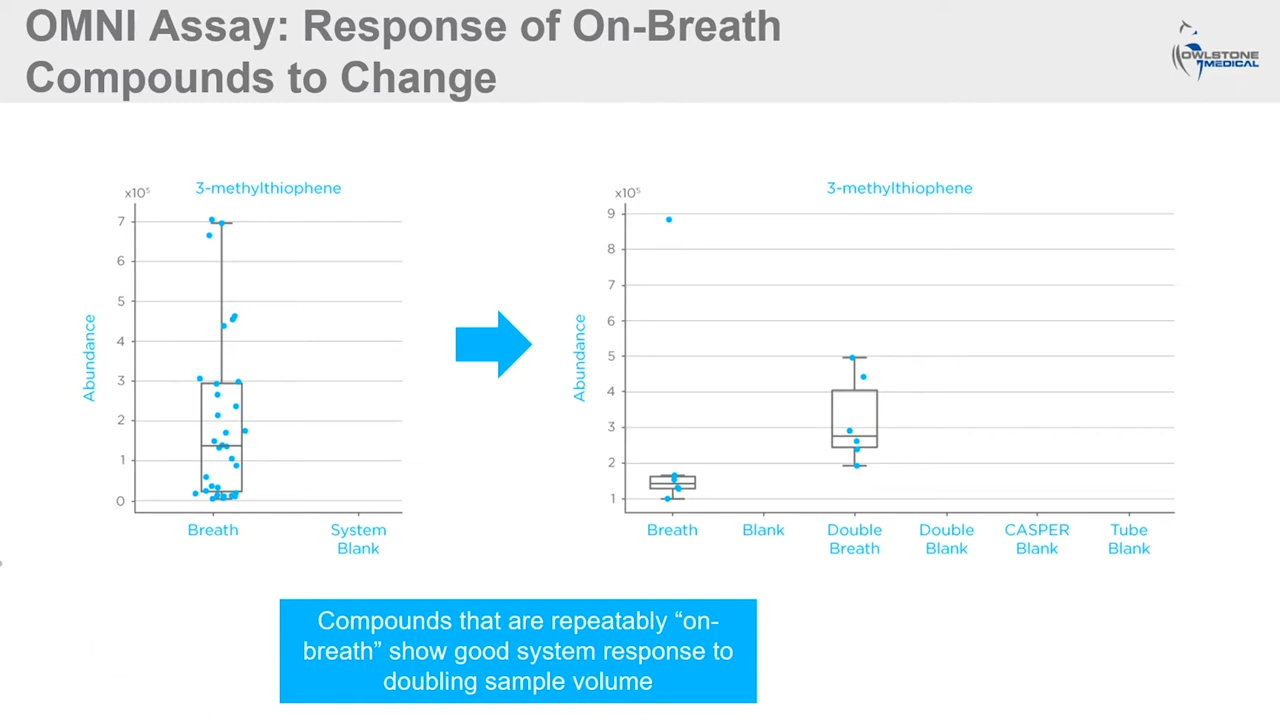 OMNI Assay: Response of On-Breath
Compounds to Change
OWLSTONE
MEDICAL
x10⁵
3-methylthiophene
7
6
5
4
3
2
1
0
Abundance
Breath
System
Blank
x10⁵
3-methylthiophene
9
8
7
6
5
4
3
2
1
Abundance
Breath
Blank
Double
Breath
Double
Blank
CASPER
Blank
Tube
Blank
Compounds that are repeatably “on-
breath” show good system response to
doubling sample volume